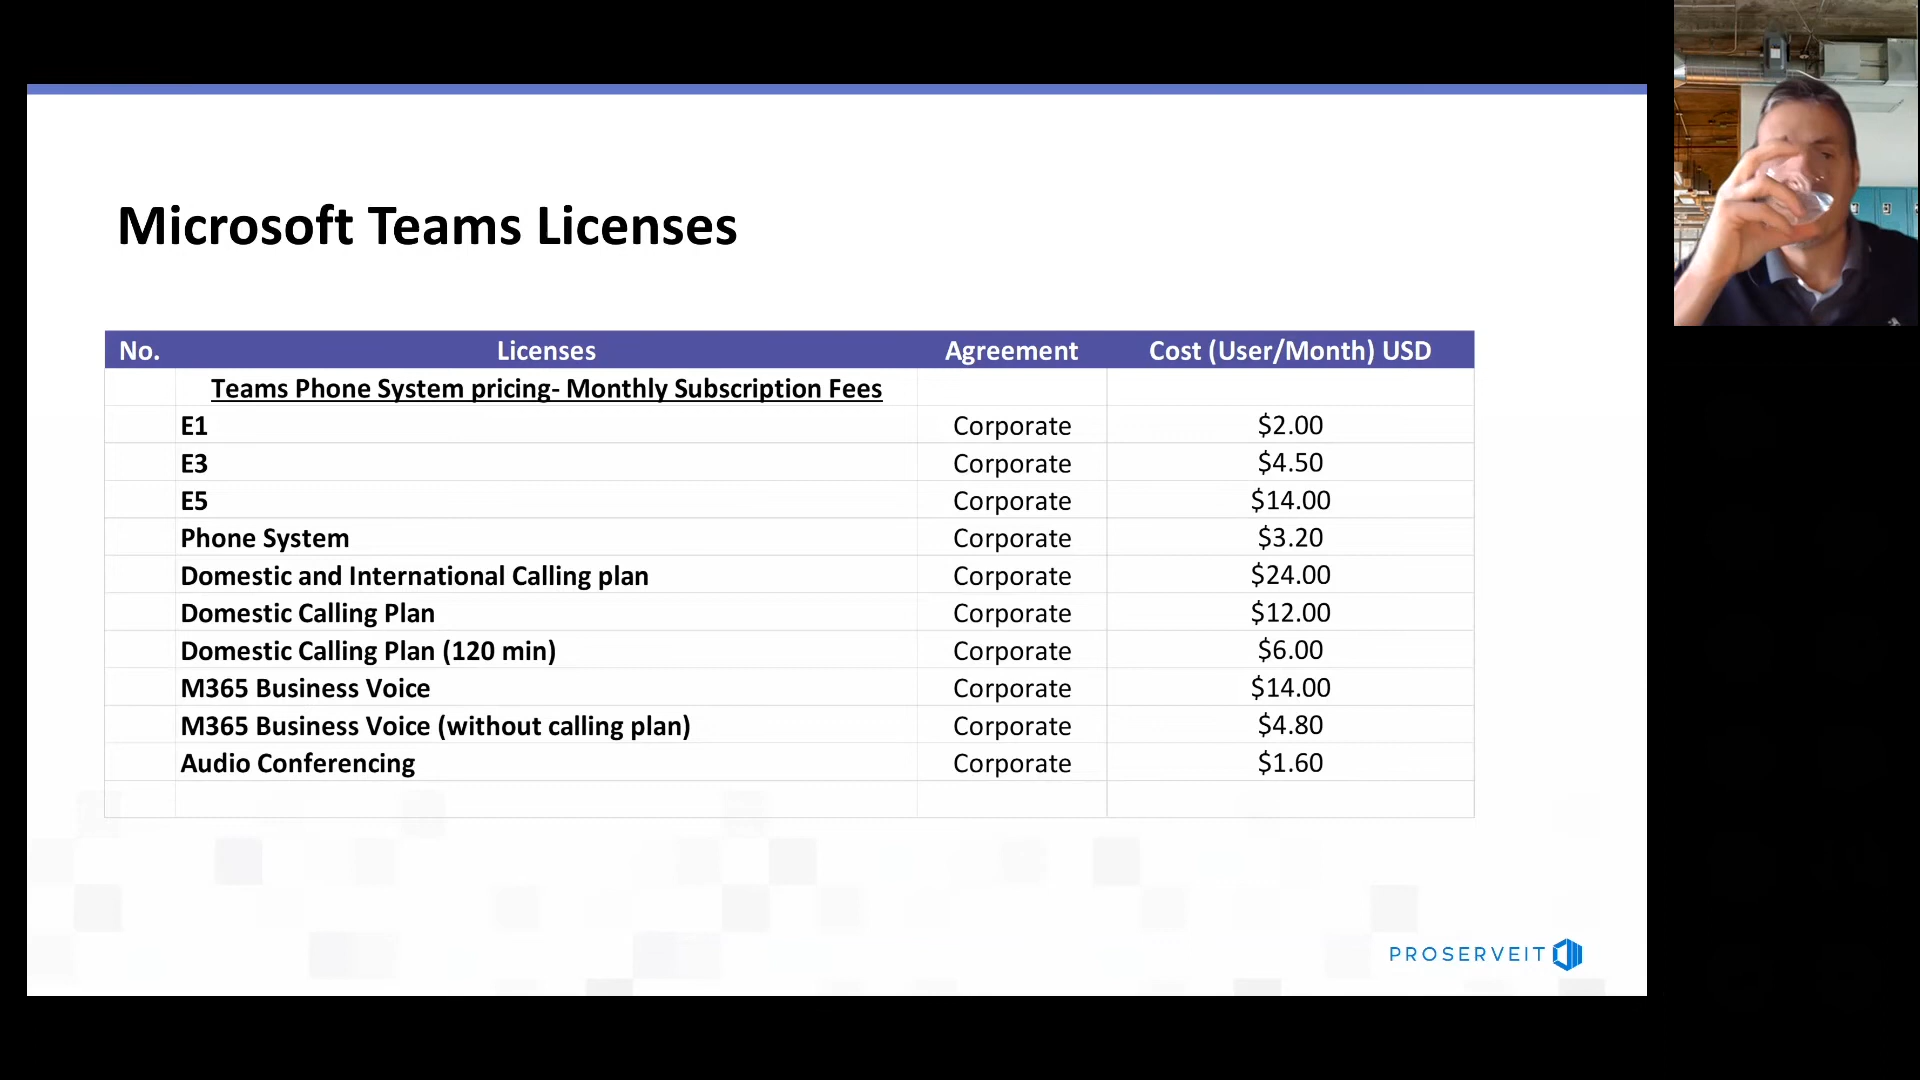 Microsoft Teams Licenses
No. Licenses Agreement Cost (User/Month) USD
Teams Phone System pricing- Monthly Subscription Fees
E1 Corporate $2.00
E3 Corporate $4.50
E5 Corporate $14.00
Phone System Corporate $3.20
Domestic and International Calling plan Corporate $24.00
Domestic Calling Plan Corporate $12.00
Domestic Calling Plan (120 min) Corporate $6.00
M365 Business Voice Corporate $14.00
M365 Business Voice (without calling plan) Corporate $4.80
Audio Conferencing Corporate $1.60
PROSERVEIT